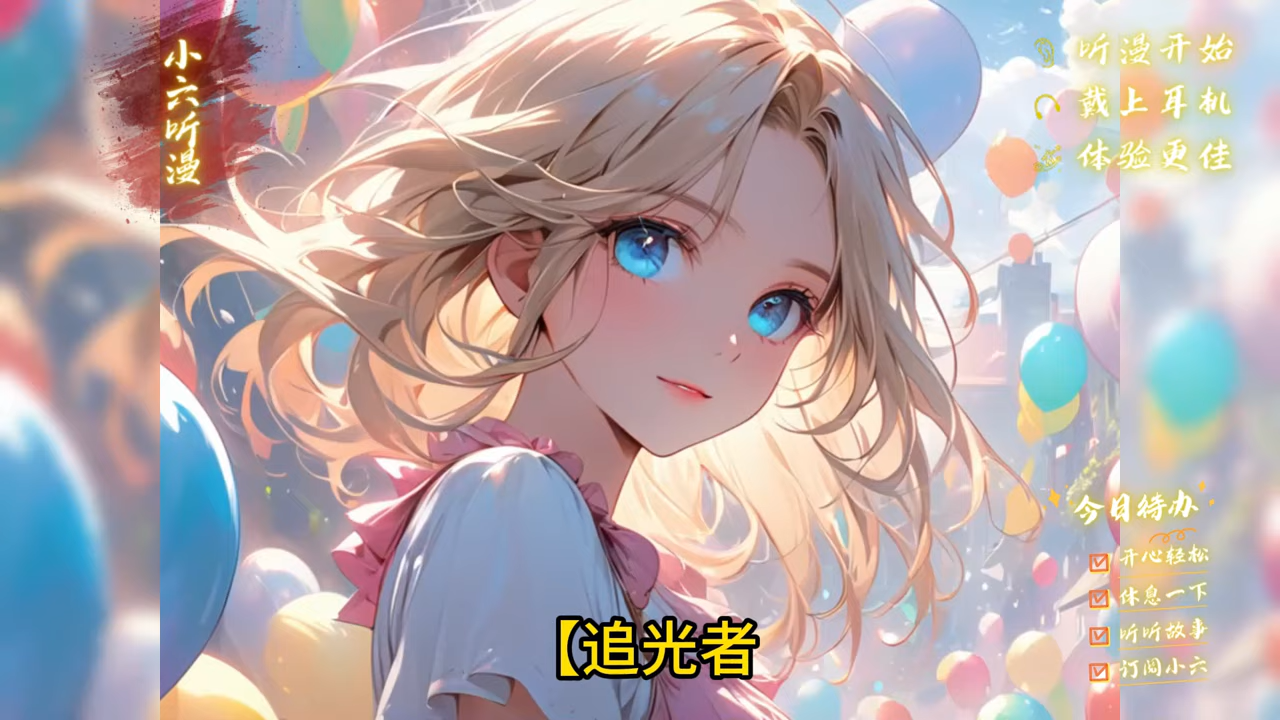 小六听漫
听漫开始
戴上耳机
体验更佳
今日待办
开心轻松
休息一下
听听故事
订阅小六
【追光者